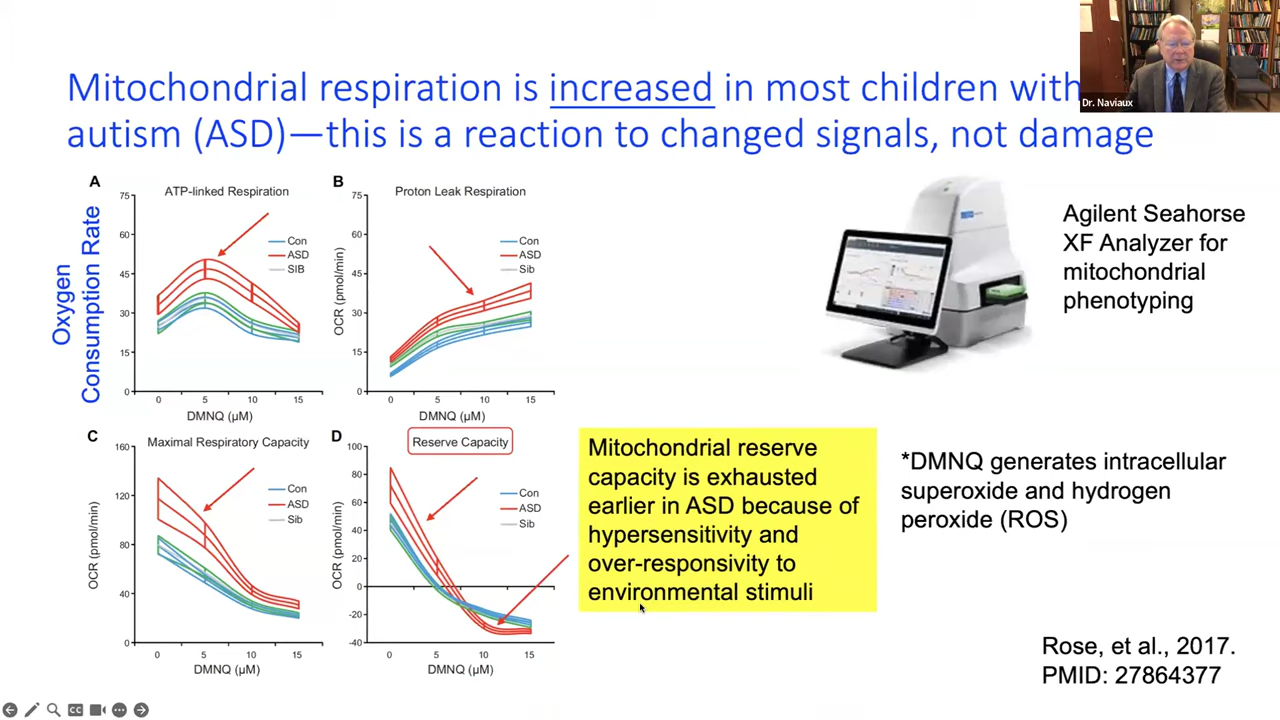 Mitochondrial respiration is increased in most children with
autism (ASD)—this is a reaction to changed signals, not damage
Dr. Naviaux
Oxygen
Consumption Rate
A
ATP-linked Respiration
75
60
45
30
15
0
Con
ASD
SIB
0 5 10 15
DMNQ (µM)
B
Proton Leak Respiration
OCR (pmol/min)
75
60
45
30
15
0
Con
ASD
Sib
0 5 10 15
DMNQ (µM)
C
Maximal Respiratory Capacity
OCR (pmol/min)
160
120
80
40
0
Con
ASD
Sib
0 5 10 15
DMNQ (µM)
D
Reserve Capacity
OCR (pmol/min)
100
80
60
40
20
0
-20
-40
Con
ASD
Sib
0 5 10 15
DMNQ (µM)
Agilent Seahorse
XF Analyzer for
mitochondrial
phenotyping
Mitochondrial reserve
capacity is exhausted
earlier in ASD because of
hypersensitivity and
over-responsivity to
environmental stimuli
*DMNQ generates intracellular
superoxide and hydrogen
peroxide (ROS)
Rose, et al., 2017.
PMID: 27864377